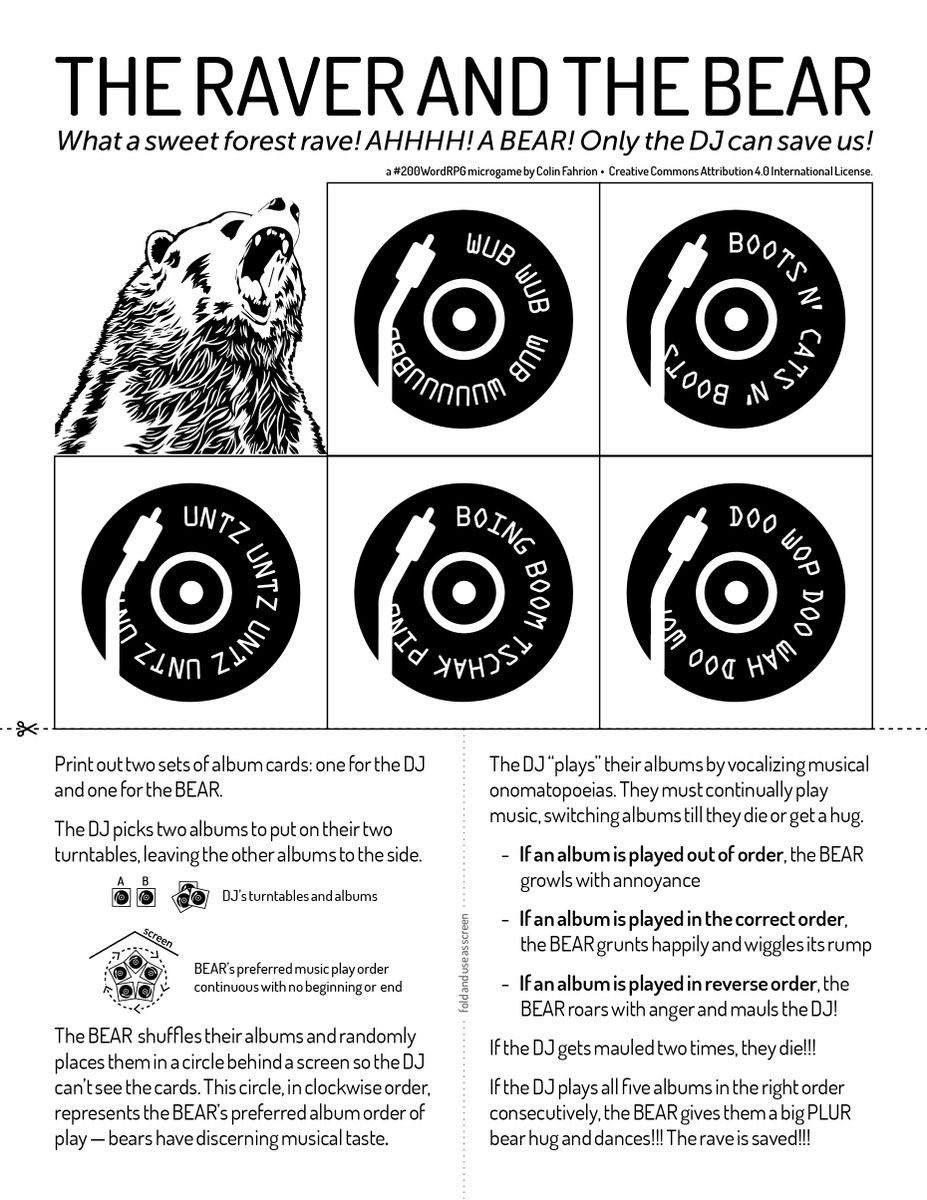 THE RAVER AND THE BEAR
What a sweet forest rave! AHHHH! A BEAR! Only the DJ can save us!
a #200WordRPG microgame by Colin Fahrion • Creative Commons Attribution 4.0 International License.
WUB WUB WUB WUUUUUBBB
BOOTS N' CATS N' BOOTS
UNTZ UNTZ UNTZ UNTZ UN
BOING BOOM TSCHAK PING
DOO WOP DOO WAH DOO WO
Print out two sets of album cards: one for the DJ
and one for the BEAR.
The DJ picks two albums to put on their two
turntables, leaving the other albums to the side.
A B
DJ's turntables and albums
screen
BEAR's preferred music play order
continuous with no beginning or end
The BEAR shuffles their albums and randomly
places them in a circle behind a screen so the DJ
can't see the cards. This circle, in clockwise order,
represents the BEAR's preferred album order of
play — bears have discerning musical taste.
fold and use as screen
The DJ “plays” their albums by vocalizing musical
onomatopoeias. They must continually play
music, switching albums till they die or get a hug.
- If an album is played out of order, the BEAR
growls with annoyance
- If an album is played in the correct order,
the BEAR grunts happily and wiggles its rump
- If an album is played in reverse order, the
BEAR roars with anger and mauls the DJ!
If the DJ gets mauled two times, they die!!!
If the DJ plays all five albums in the right order
consecutively, the BEAR gives them a big PLUR
bear hug and dances!!! The rave is saved!!!